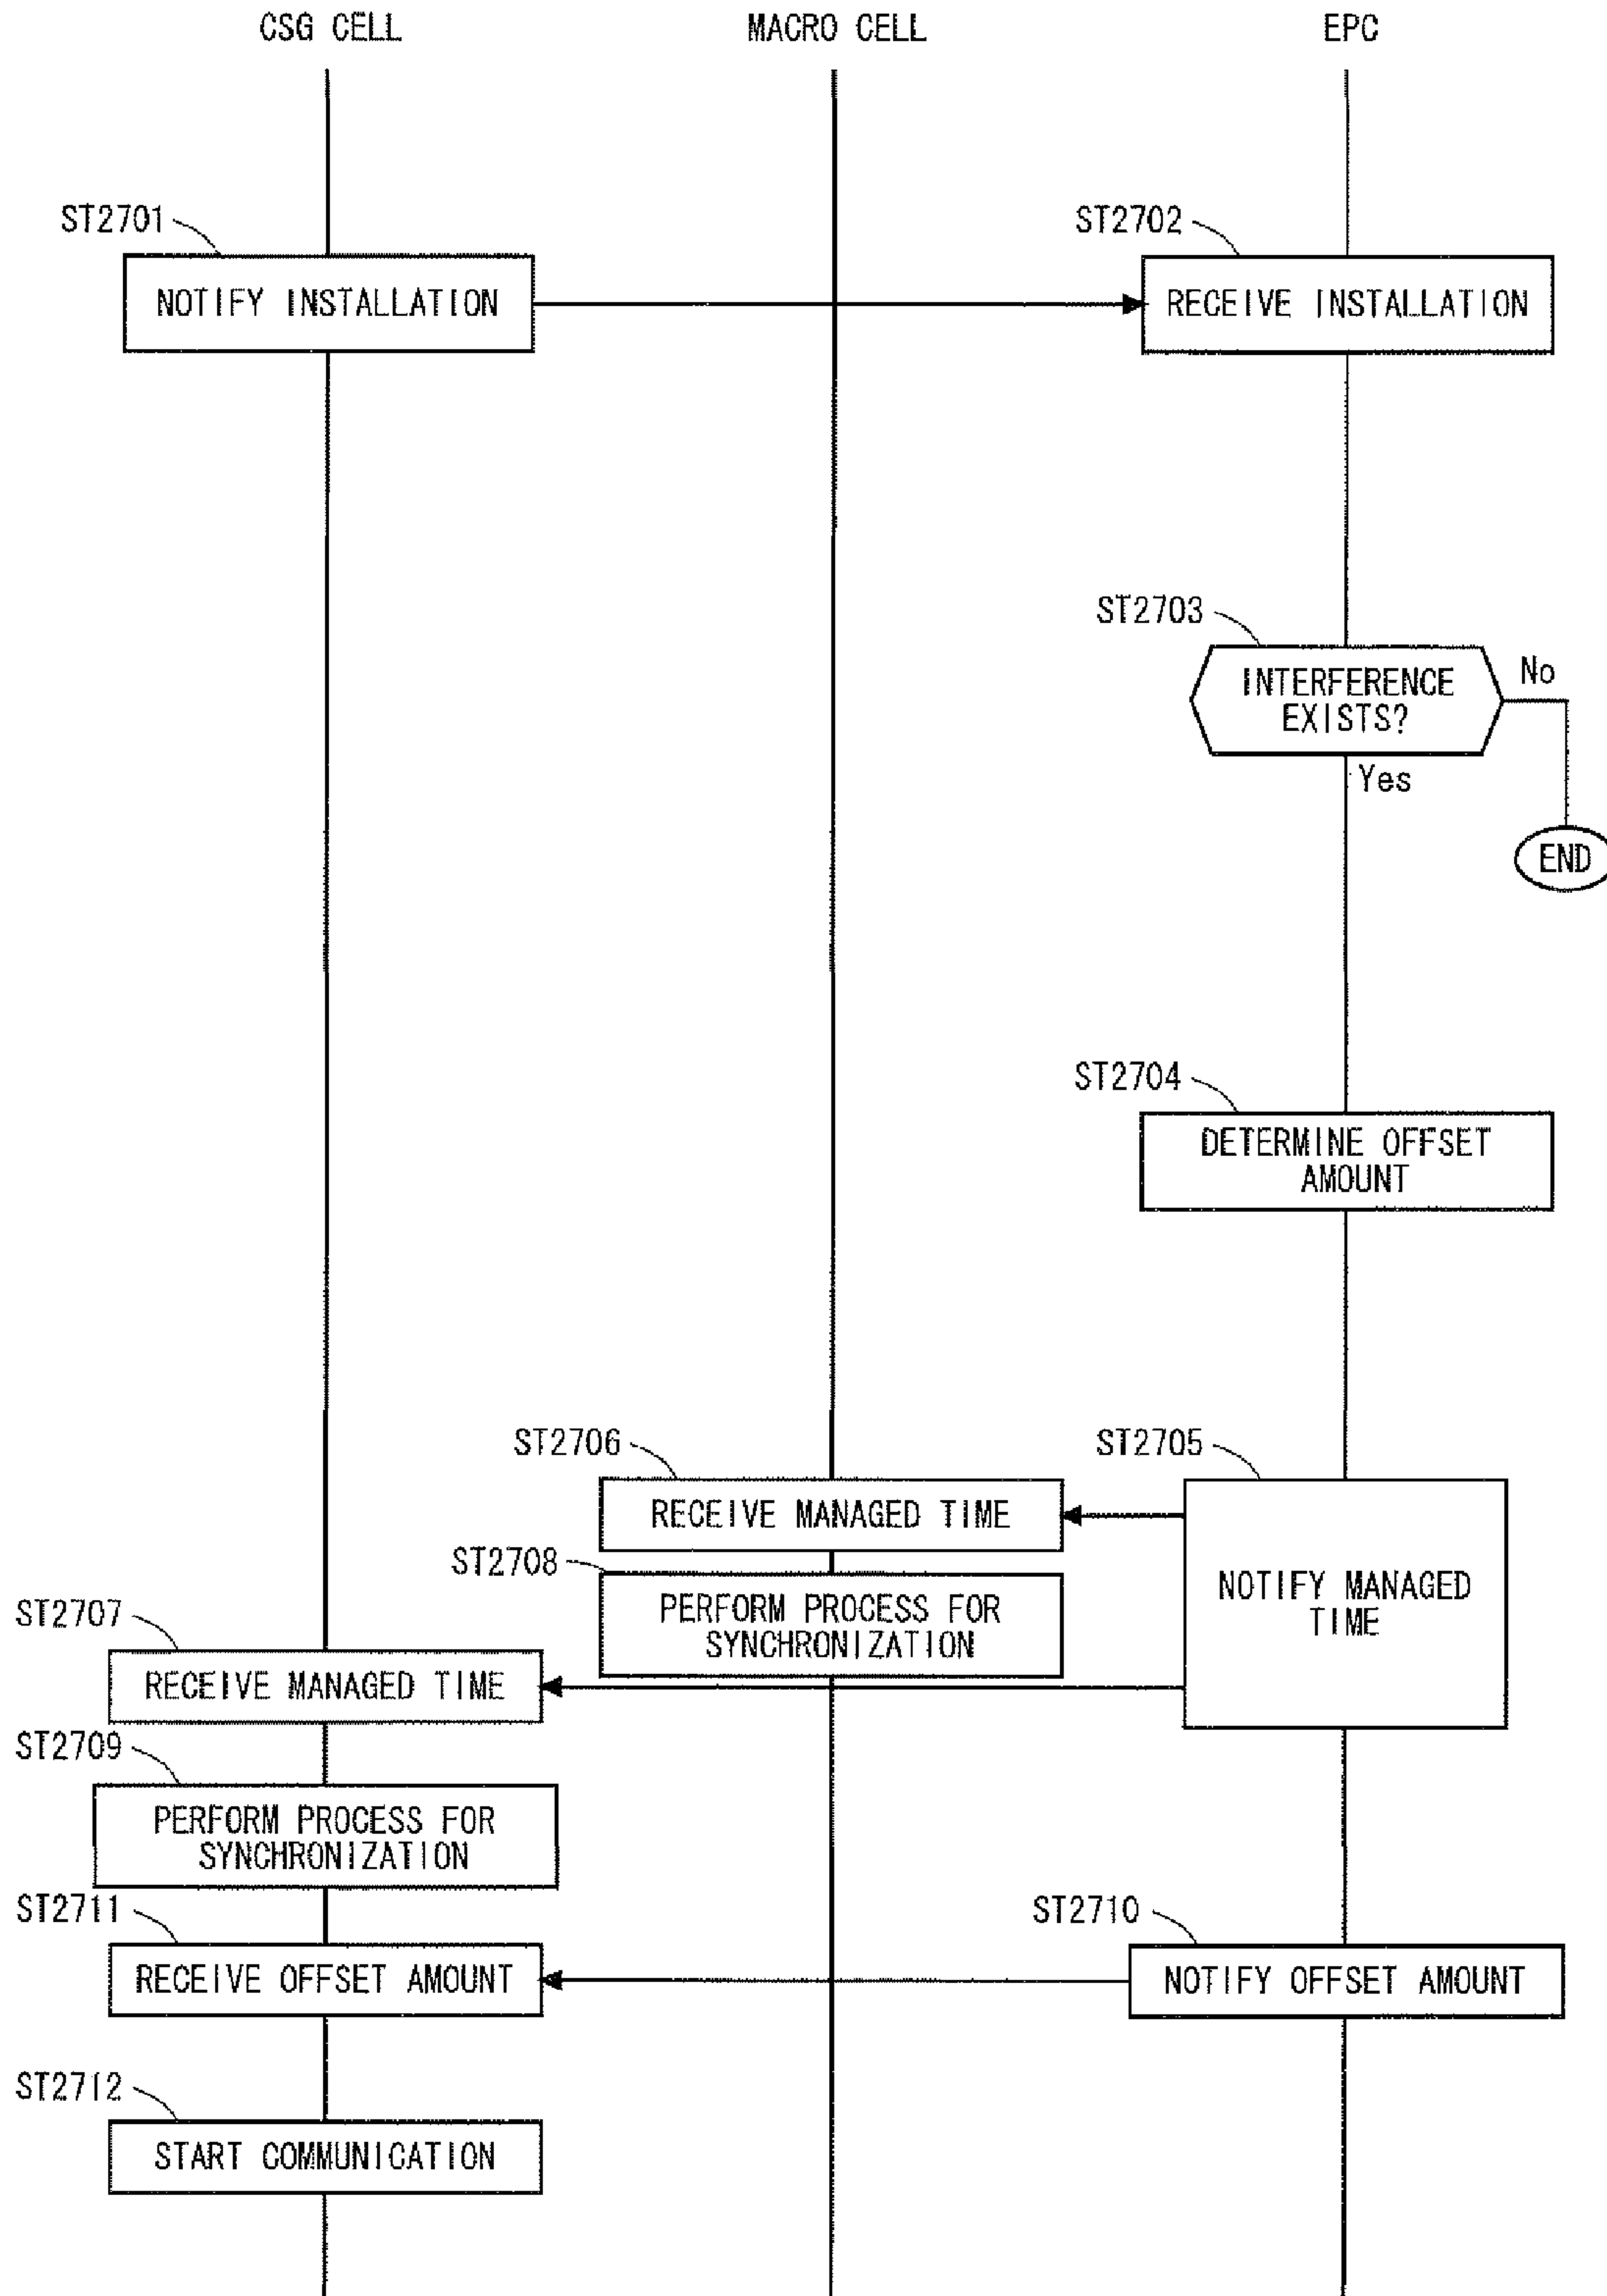 CSG CELL
MACRO CELL
EPC
ST2701
ST2702
NOTIFY INSTALLATION
RECEIVE INSTALLATION
ST2703
INTERFERENCE
EXISTS?
No
Yes
END
ST2704
DETERMINE OFFSET
AMOUNT
ST2706
ST2705
RECEIVE MANAGED TIME
ST2708
NOTIFY MANAGED
TIME
PERFORM PROCESS FOR
SYNCHRONIZATION
ST2707
RECEIVE MANAGED TIME
ST2709
PERFORM PROCESS FOR
SYNCHRONIZATION
ST2711
ST2710
RECEIVE OFFSET AMOUNT
NOTIFY OFFSET AMOUNT
ST2712
START COMMUNICATION